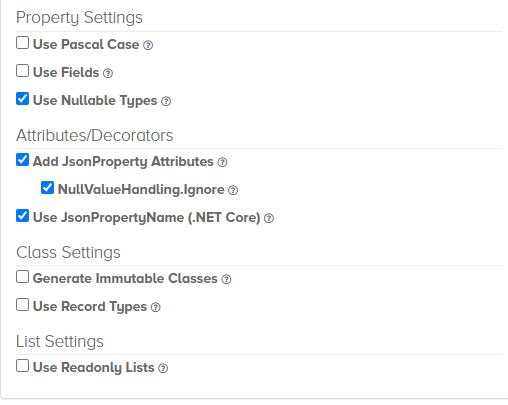 Property Settings
Use Pascal Case ?
Use Fields ?
Use Nullable Types ?
Attributes/Decorators
Add JsonProperty Attributes ?
NullValueHandling.Ignore ?
Use JsonPropertyName (.NET Core) ?
Class Settings
Generate Immutable Classes ?
Use Record Types ?
List Settings
Use Readonly Lists ?